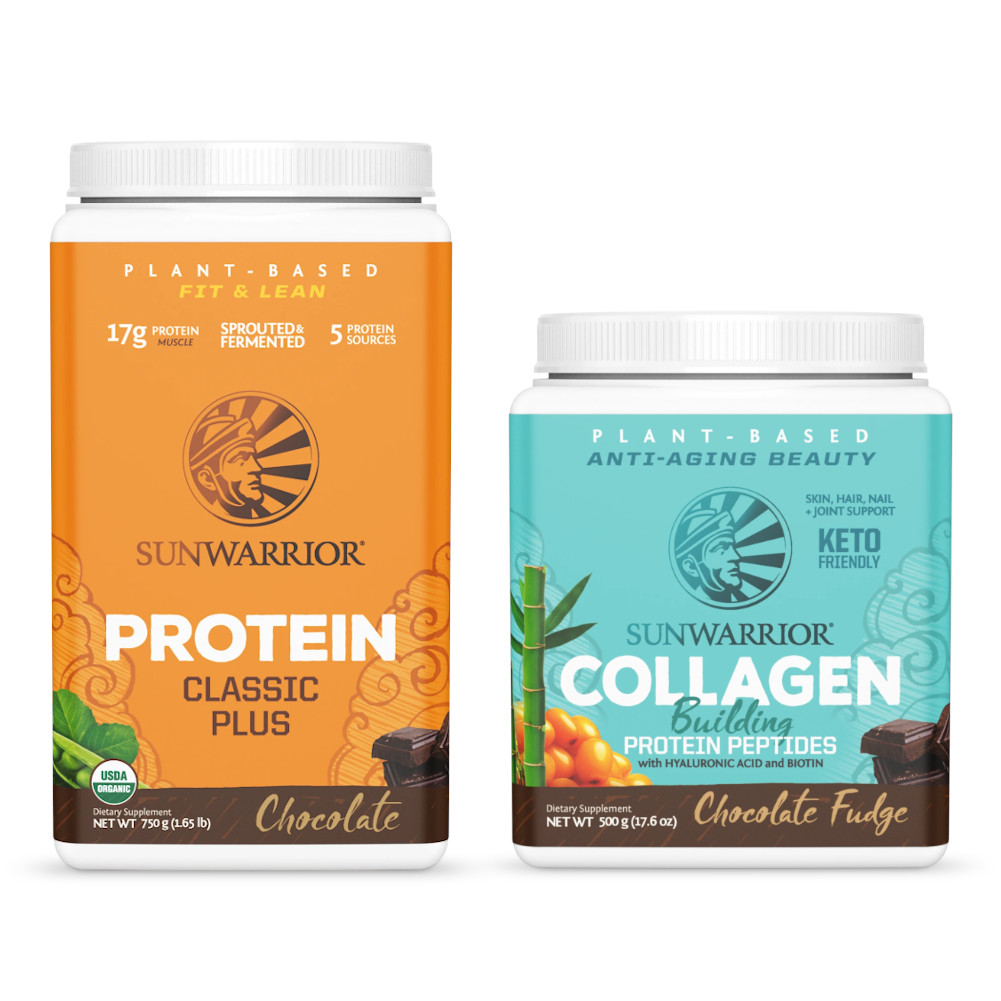 PLANT-BASED
FIT & LEAN
17g PROTEIN MUSCLE
SPROUTED & FERMENTED
5 PROTEIN SOURCES
SUNWARRIOR®
PROTEIN
CLASSIC
PLUS
USDA
ORGANIC
Dietary Supplement
NET WT 750 g (1.65 lb)
Chocolate
PLANT-BASED
ANTI-AGING BEAUTY
SKIN, HAIR, NAIL
+ JOINT SUPPORT
KETO
FRIENDLY
SUNWARRIOR®
COLLAGEN
Building
PROTEIN PEPTIDES
with HYALURONIC ACID and BIOTIN
Dietary Supplement
NET WT 500 g (17.6 oz)
Chocolate Fudge